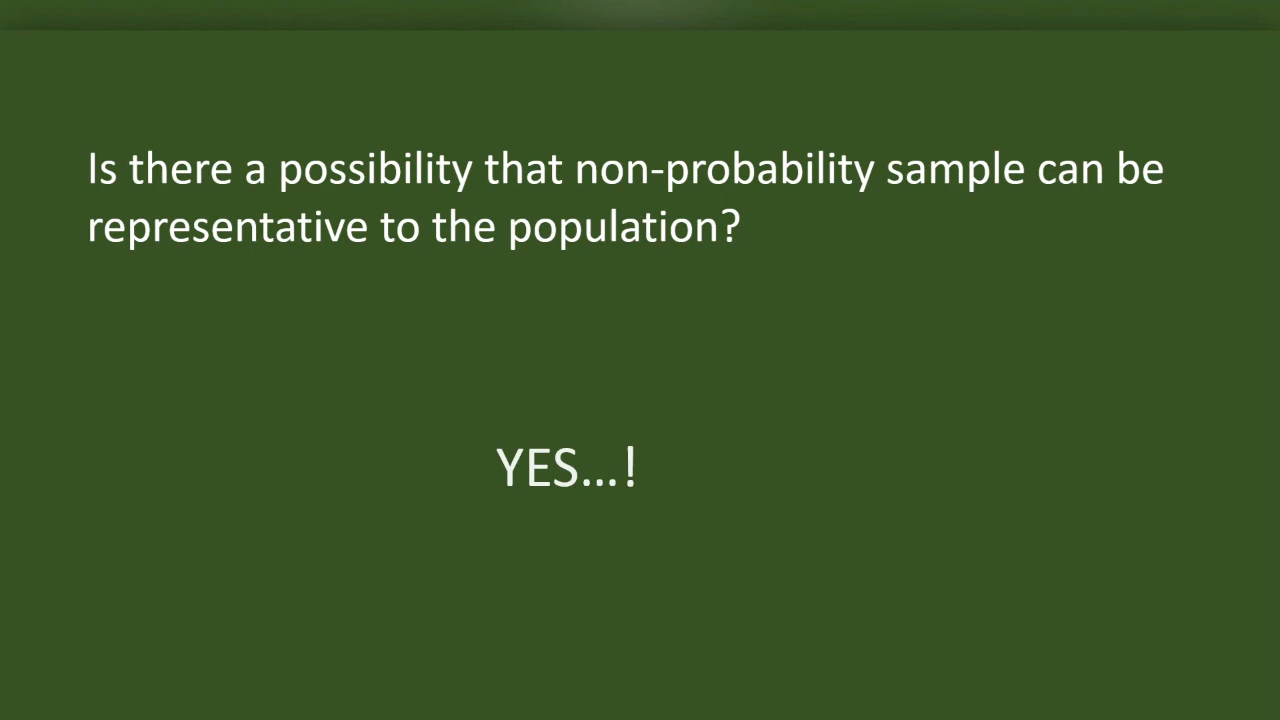 Is there a possibility that non-probability sample can be
representative to the population?
YES...!